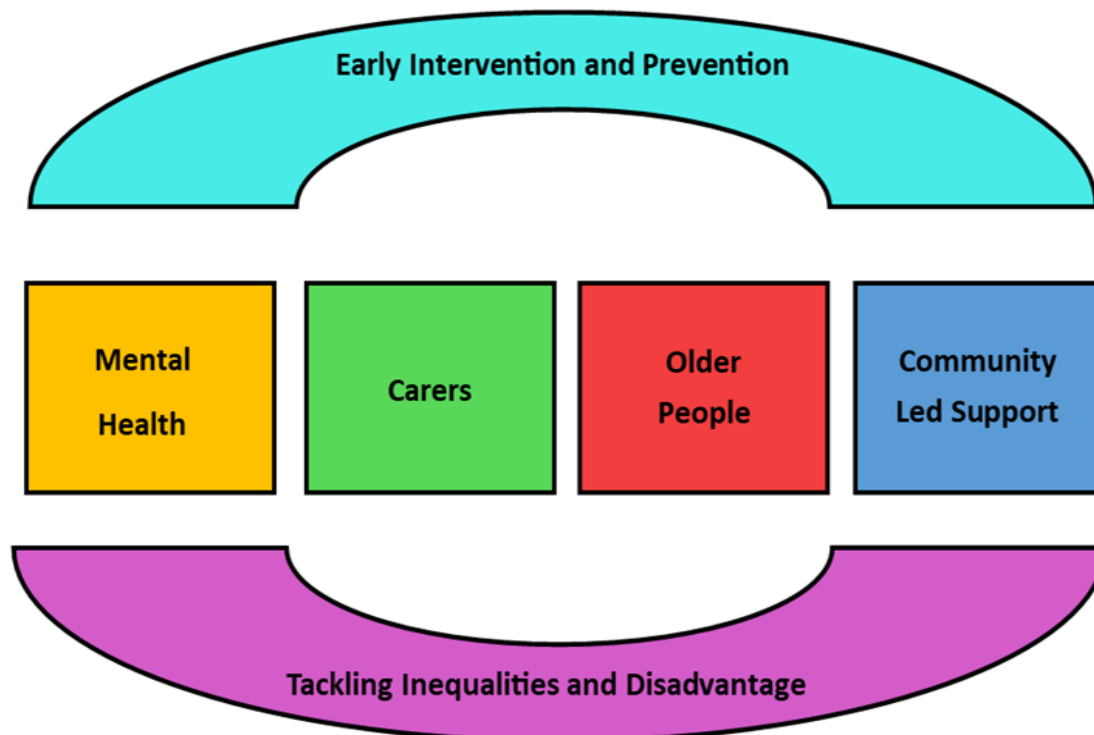 Early Intervention and Prevention
Mental
Health
Carers
Older
People
Community
Led Support
Tackling Inequalities and Disadvantage